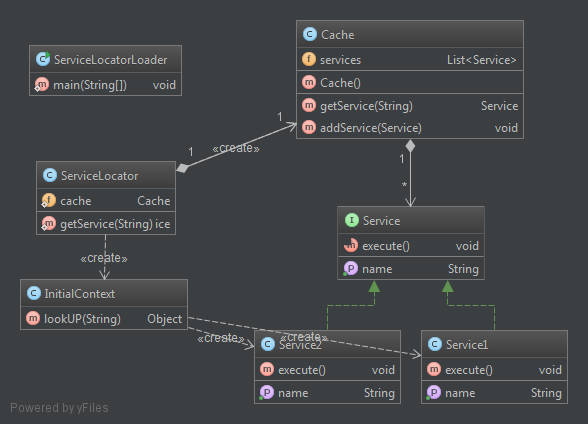 Cache
services List<Service>
Cache()
getService(String) Service
addService(Service) void
ServiceLocatorLoader
main(String[]) void
1
1
«create»
ServiceLocator
cache Cache
getService(String) ice
1
*
Service
execute() void
name String
«create»
InitialContext
lookUP(String) Object
«create»
«create»
Service2
execute() void
name String
Service1
execute() void
name String
Powered by yFiles